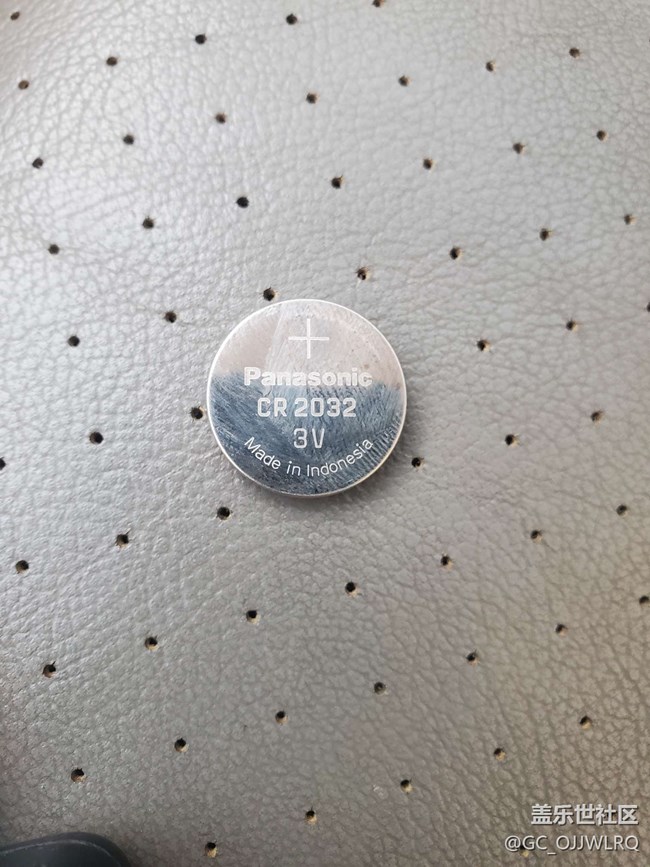 +
Panasonic
CR 2032
3V
Made in Indonesia
盖乐世社区
@GC_OJJWLRQ